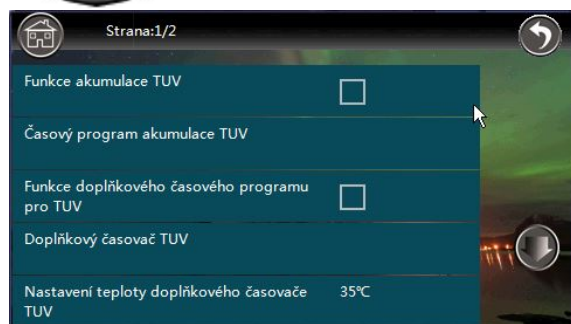 Strana:1/2
Funkce akumulace TUV
Časový program akumulace TUV
Funkce doplňkového časového programu
pro TUV
Doplňkový časovač TUV
Nastavení teploty doplňkového časovače
35℃
TUV